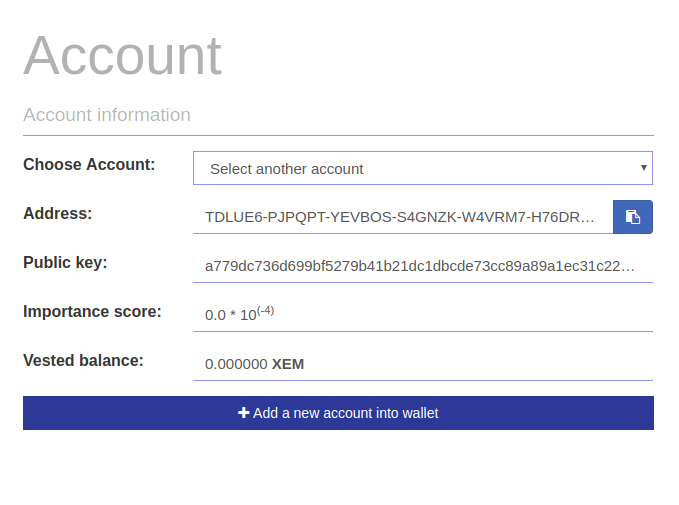 Account
Account information
Choose Account: Select another account
Address: TDLUE6-PJPQPT-YEVBOS-S4GNZK-W4VRM7-H76DR…
Public key: a779dc736d699bf5279b41b21dc1dbcde73cc89a89a1ec31c22…
Importance score: 0.0 * 10(-4)
Vested balance: 0.000000 XEM
Add a new account into wallet